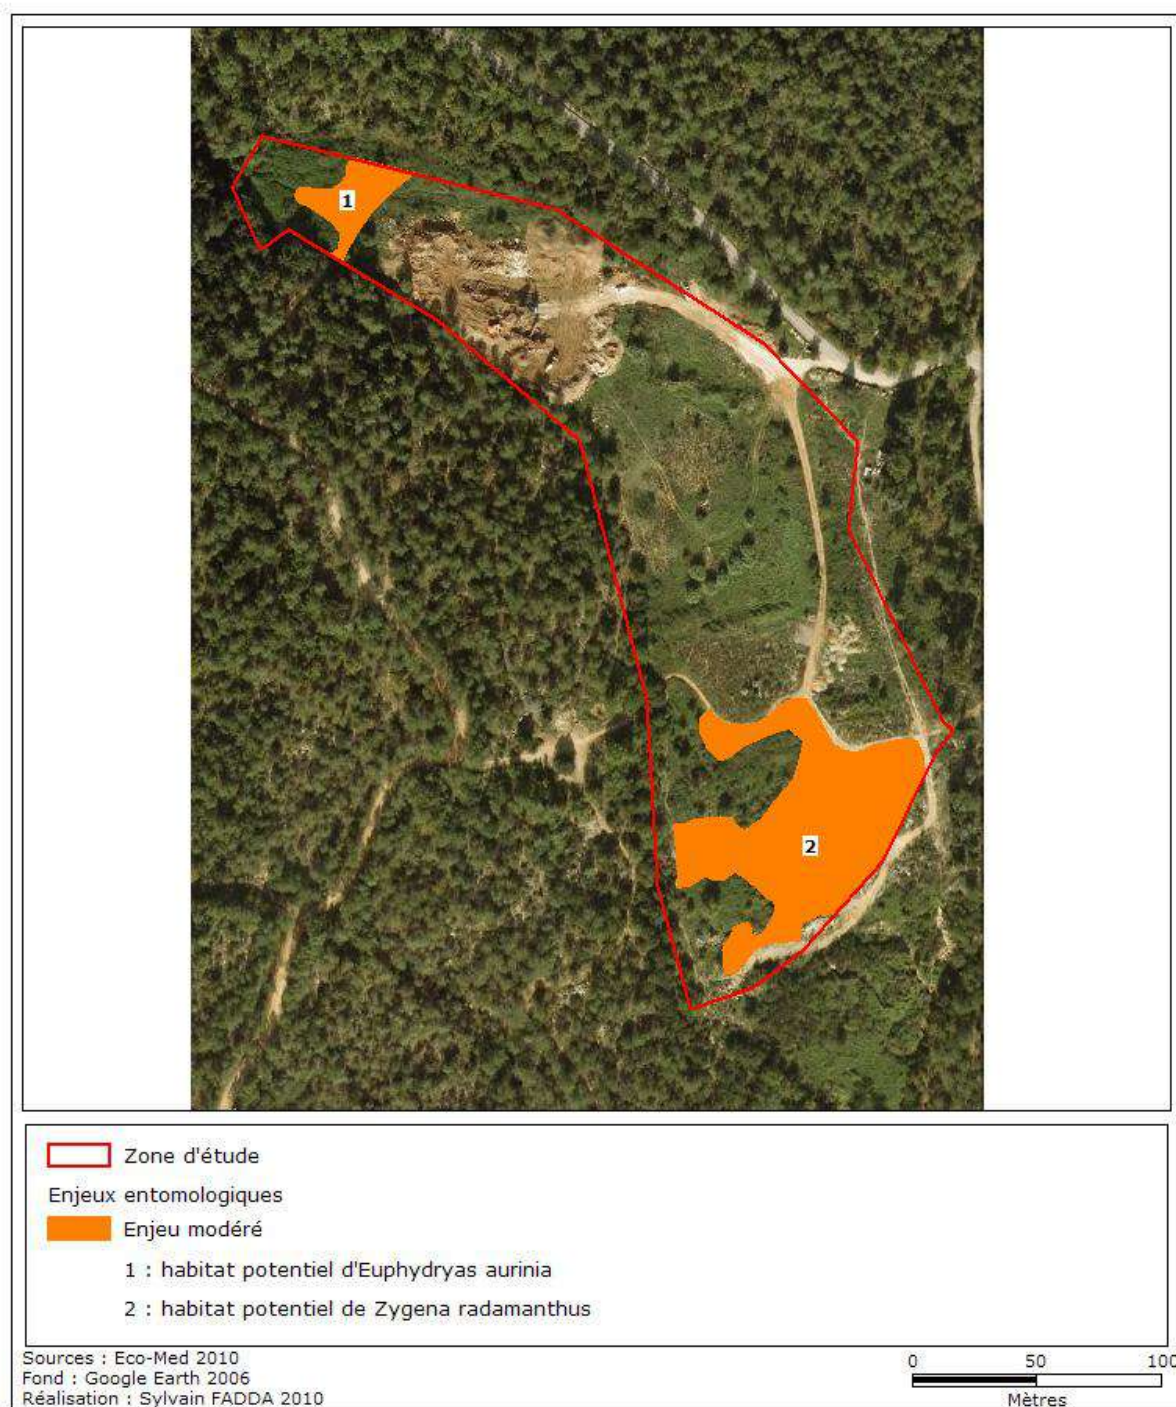 1
2
Zone d'étude
Enjeux entomologiques
Enjeu modéré
1 : habitat potentiel d'Euphydryas aurinia
2 : habitat potentiel de Zygena radamanthus
Sources : Eco-Med 2010
Fond : Google Earth 2006
Réalisation : Sylvain FADDA 2010
0 50 100
Mètres